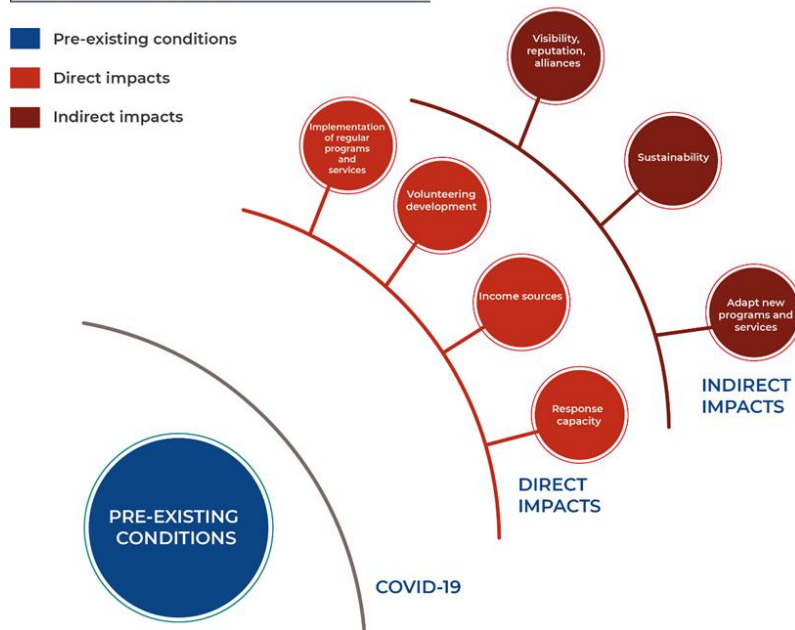 Pre-existing conditions
Direct impacts
Indirect impacts
Visibility,
reputation,
alliances
Sustainability
Adapt new
programs and
services
INDIRECT
IMPACTS
Implementation
of regular
programs
and
services
Volunteering
development
Income sources
Response
capacity
DIRECT
IMPACTS
PRE-EXISTING
CONDITIONS
COVID-19